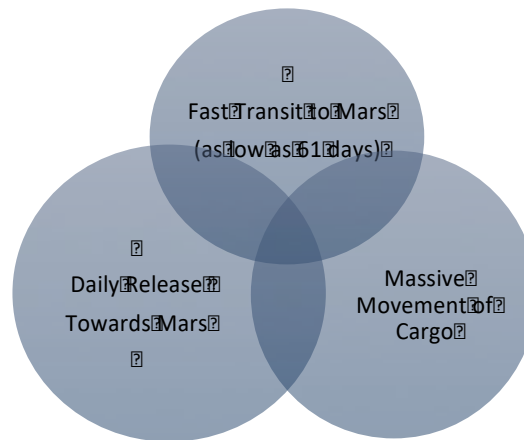 Fast Transit to Mars
(as low as 61 days)
Daily Release
Towards Mars
Massive
Movement of
Cargo